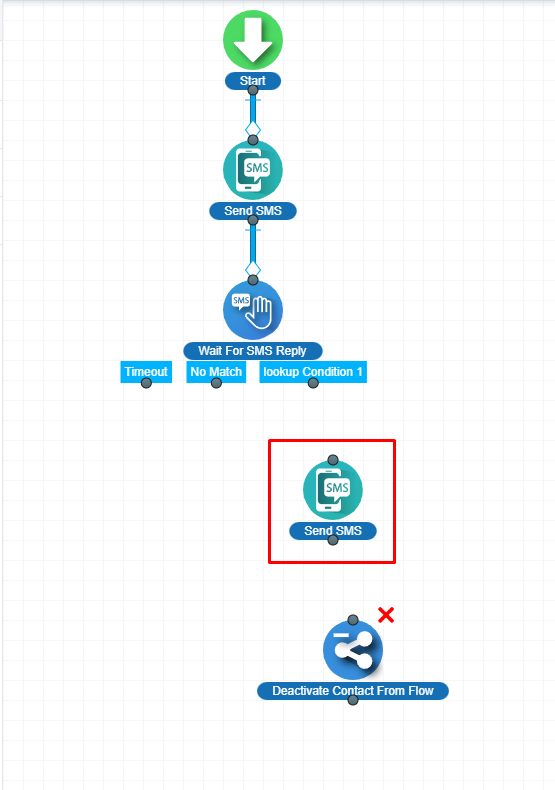 Start
SMS
Send SMS
SMS
Wait For SMS Reply
Timeout No Match lookup Condition 1
SMS
Send SMS
Deactivate Contact From Flow